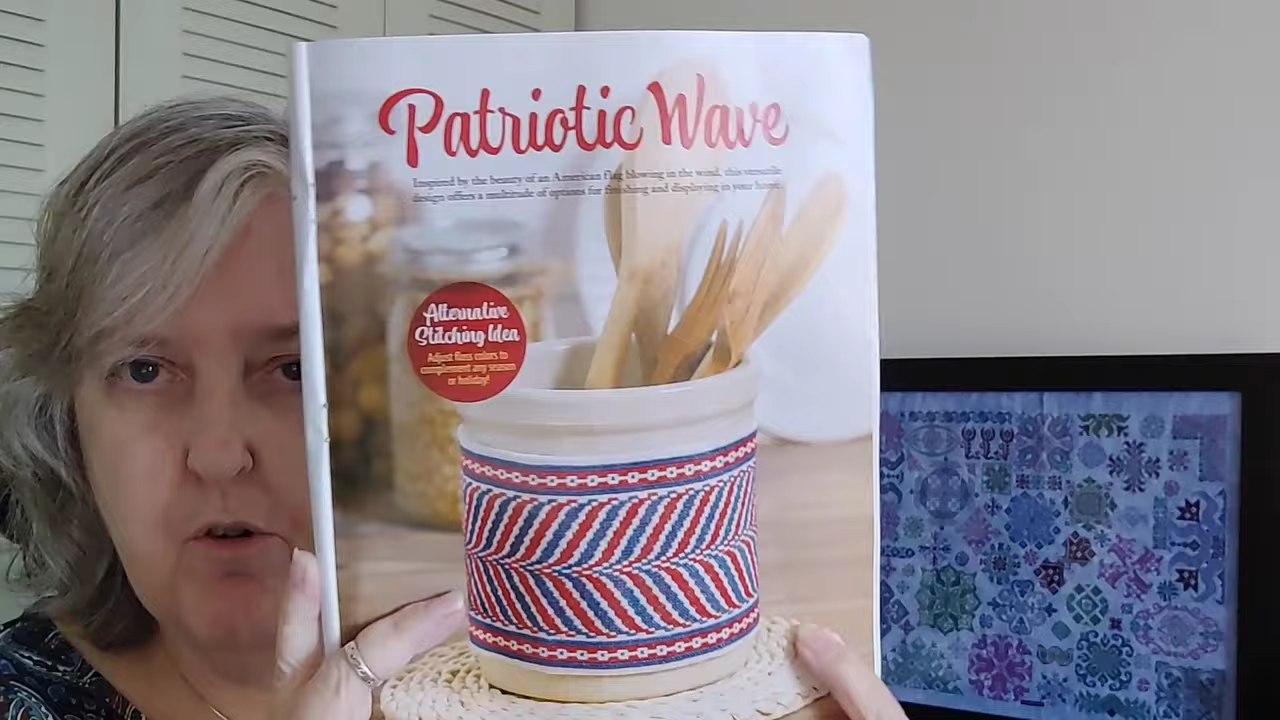 Patriotic Wave
Inspired by the beauty of an American flag blowing in the wind, this versatile
design offers a multitude of options for finishing and displaying in your home.
Alternative
Stitching Idea
Adjust floss colors to
complement any season
or holiday!